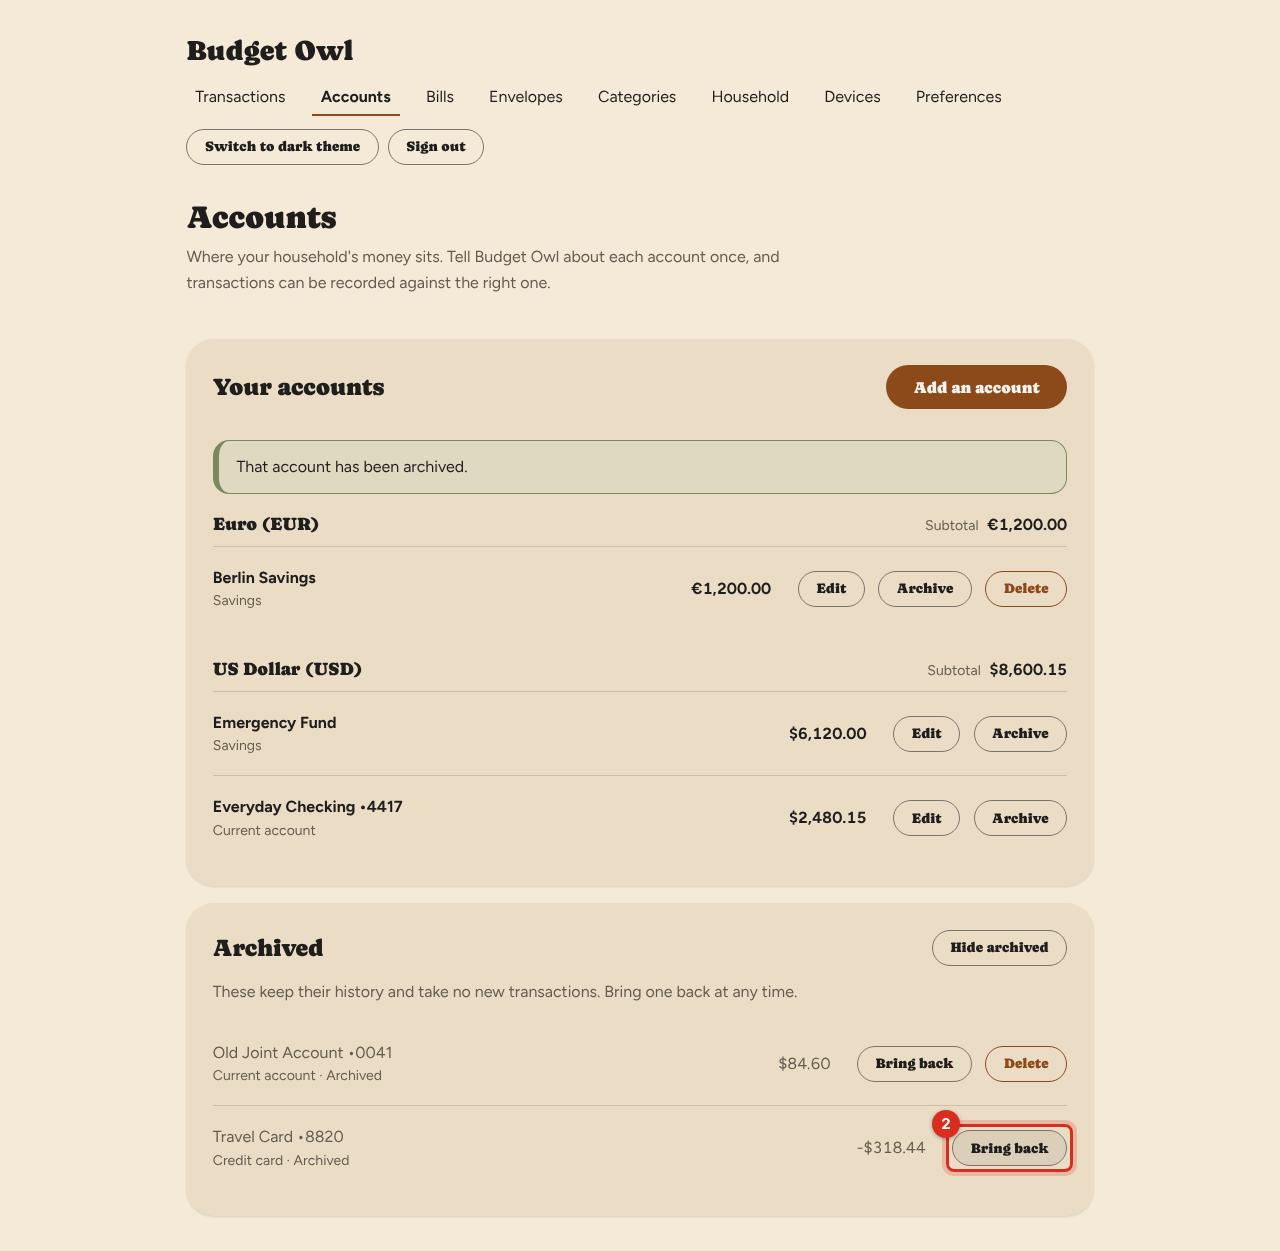 Budget Owl
Transactions Accounts Bills Envelopes Categories Household Devices Preferences
Switch to dark theme Sign out
Accounts
Where your household's money sits. Tell Budget Owl about each account once, and
transactions can be recorded against the right one.
Your accounts Add an account
That account has been archived.
Euro (EUR) Subtotal €1,200.00
Berlin Savings
Savings
€1,200.00 Edit Archive Delete
US Dollar (USD) Subtotal $8,600.15
Emergency Fund
Savings
$6,120.00 Edit Archive
Everyday Checking •4417
Current account
$2,480.15 Edit Archive
Archived Hide archived
These keep their history and take no new transactions. Bring one back at any time.
Old Joint Account •0041
Current account · Archived
$84.60 Bring back Delete
Travel Card •8820
Credit card · Archived
-$318.44 2 Bring back